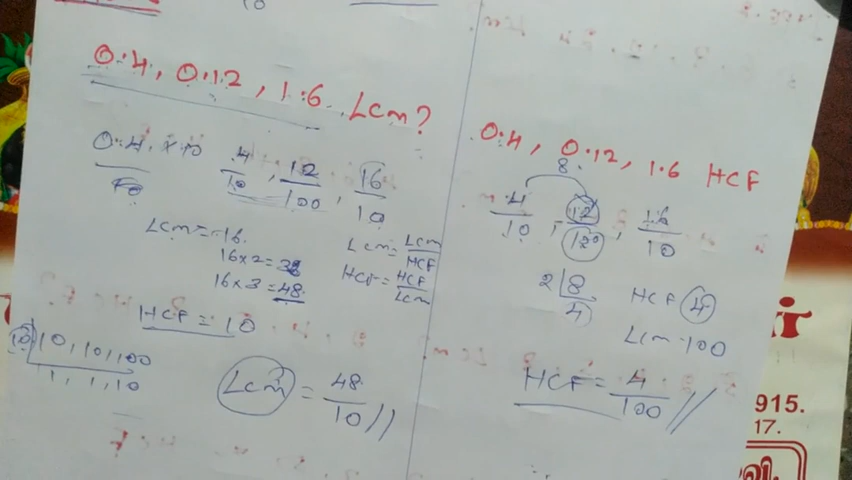 10
0.4, 0.12, 1.6 Lcm?
0.4 × 10
10
4/10, 12/100, 16/10
Lcm = 16.
16×2=32
16×3=48
Lcm = Lcm/HCF
HCF = HCF/Lcm
HCF = 10
10 | 10, 10, 100
1, 1, 10
Lcm = 48/10 //
0.4, 0.12, 1.6 HCF
8
4/10, 12/100, 16/10
2 | 8
4
HCF 4
Lcm 100
HCF = 4/100 //
915.
17.